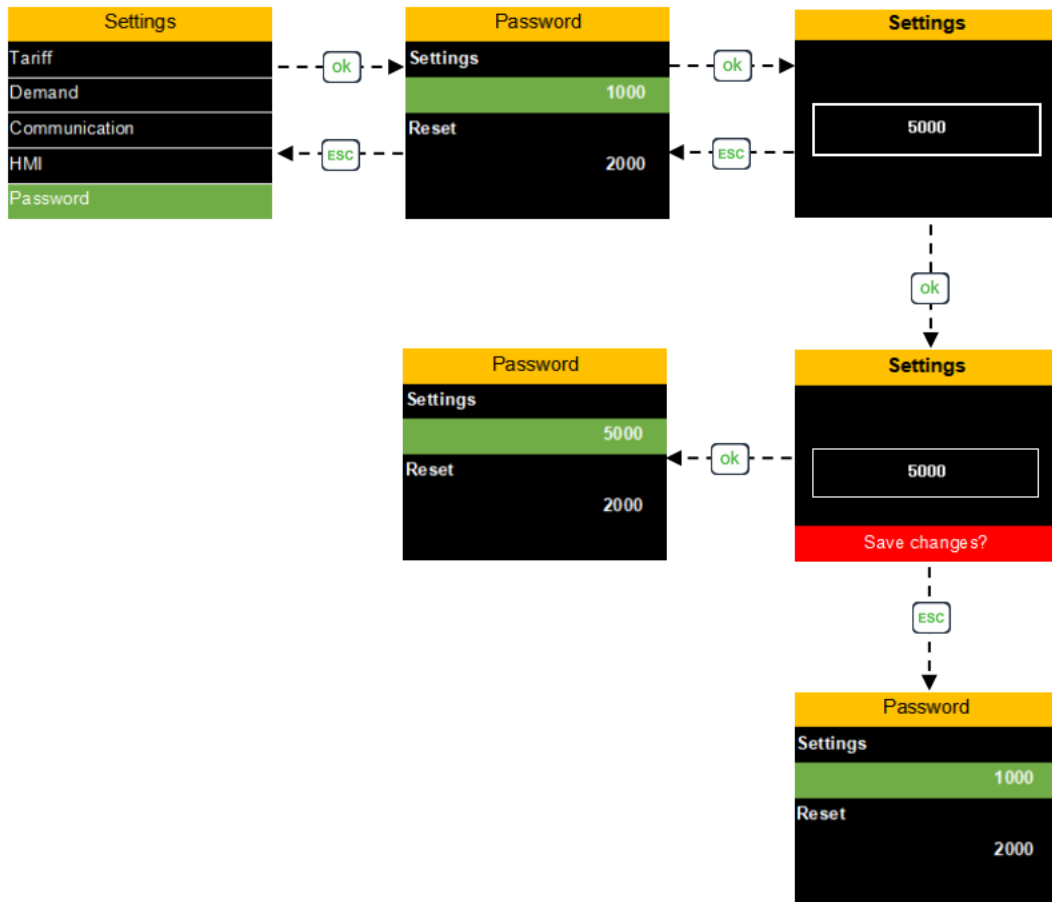 Settings
Tariff
Demand
Communication
HMI
Password
ok
ESC
Password
Settings
1000
Reset
2000
ok
ESC
Settings
5000
ok
Settings
5000
Save changes?
ok
Password
Settings
5000
Reset
2000
ESC
Password
Settings
1000
Reset
2000